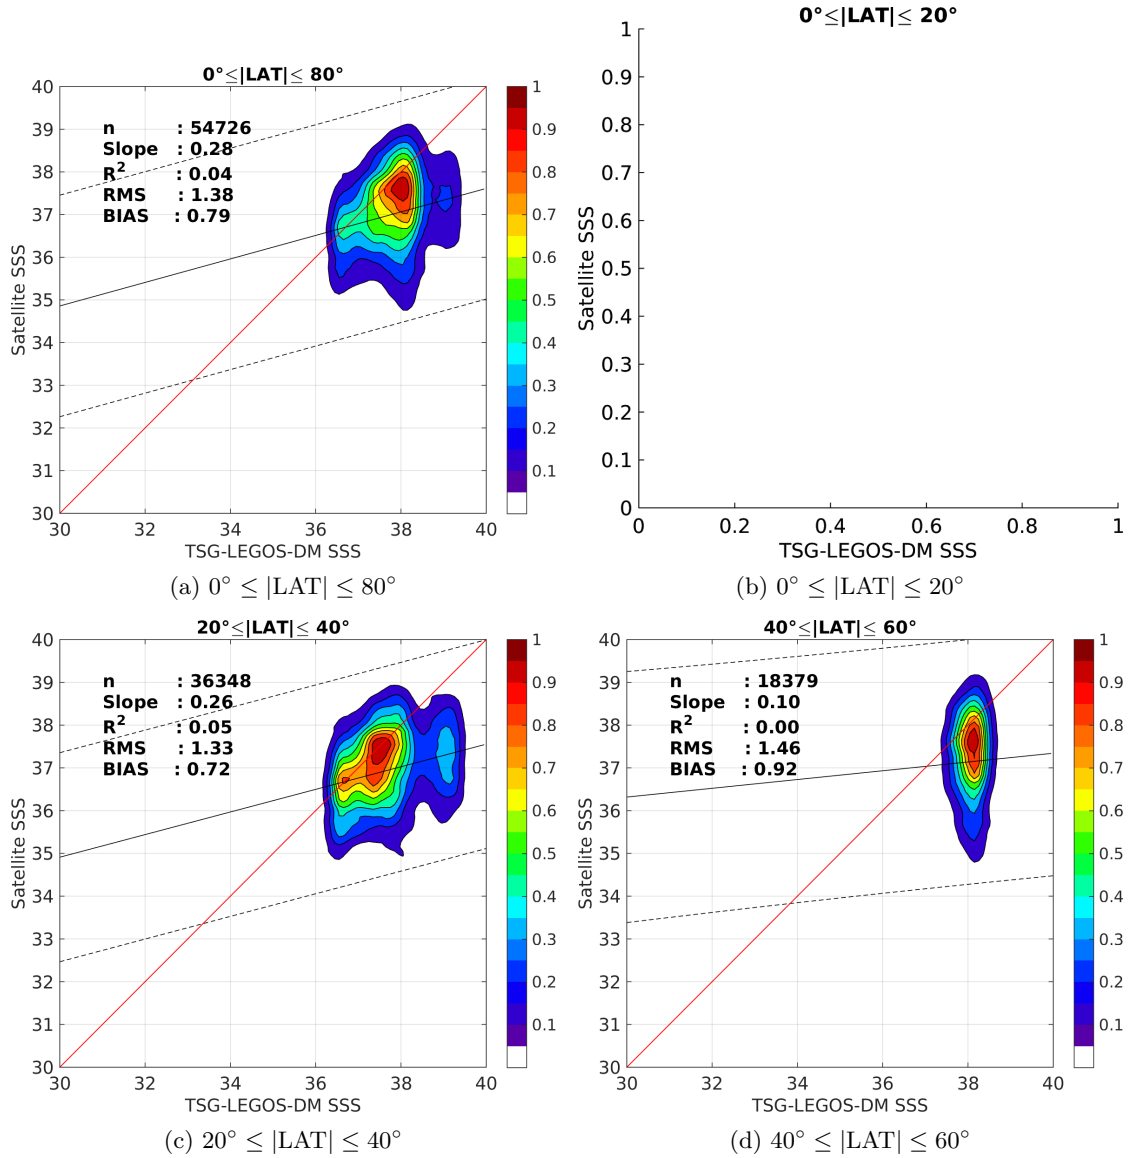 0°≤|LAT|≤ 80°
n : 54726
Slope : 0.28
R² : 0.04
RMS : 1.38
BIAS : 0.79
40
39
38
37
36
35
34
33
32
31
30
Satellite SSS
30 32 34 36 38 40
TSG-LEGOS-DM SSS
1
0.9
0.8
0.7
0.6
0.5
0.4
0.3
0.2
0.1
(a) 0° ≤ |LAT| ≤ 80°
0°≤|LAT|≤ 20°
1
0.9
0.8
0.7
0.6
0.5
0.4
0.3
0.2
0.1
0
Satellite SSS
0 0.2 0.4 0.6 0.8 1
TSG-LEGOS-DM SSS
(b) 0° ≤ |LAT| ≤ 20°
20°≤|LAT|≤ 40°
n : 36348
Slope : 0.26
R² : 0.05
RMS : 1.33
BIAS : 0.72
40
39
38
37
36
35
34
33
32
31
30
Satellite SSS
30 32 34 36 38 40
TSG-LEGOS-DM SSS
1
0.9
0.8
0.7
0.6
0.5
0.4
0.3
0.2
0.1
(c) 20° ≤ |LAT| ≤ 40°
40°≤|LAT|≤ 60°
n : 18379
Slope : 0.10
R² : 0.00
RMS : 1.46
BIAS : 0.92
40
39
38
37
36
35
34
33
32
31
30
Satellite SSS
30 32 34 36 38 40
TSG-LEGOS-DM SSS
1
0.9
0.8
0.7
0.6
0.5
0.4
0.3
0.2
0.1
(d) 40° ≤ |LAT| ≤ 60°